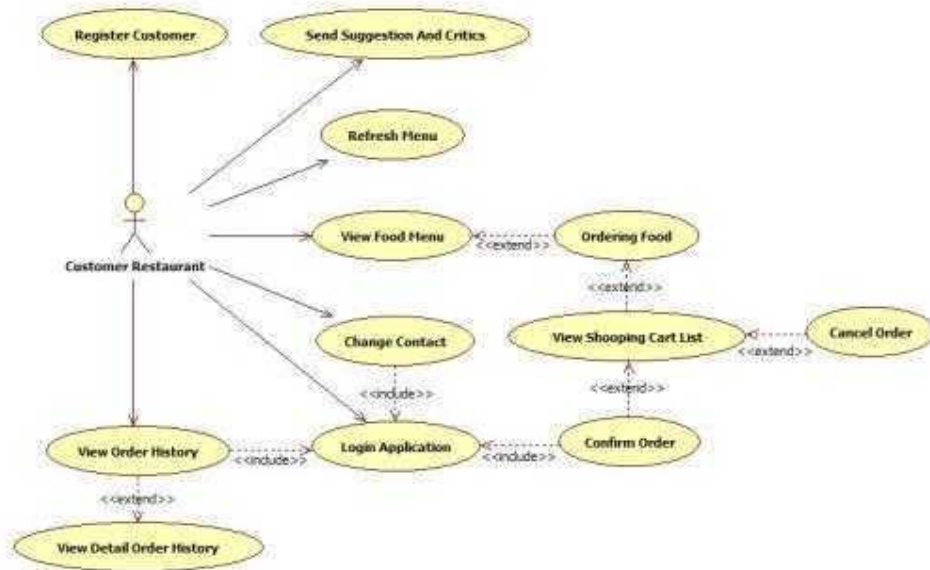 Register Customer
Send Suggestion And Critics
Refresh Menu
View Food Menu
<<extend>>
Ordering Food
Customer Restaurant
<<extend>>
Change Contact
View Shooping Cart List
<<extend>>
Cancel Order
<<include>>
<<extend>>
View Order History
<<include>>
Login Application
<<include>>
Confirm Order
<<extend>>
View Detail Order History